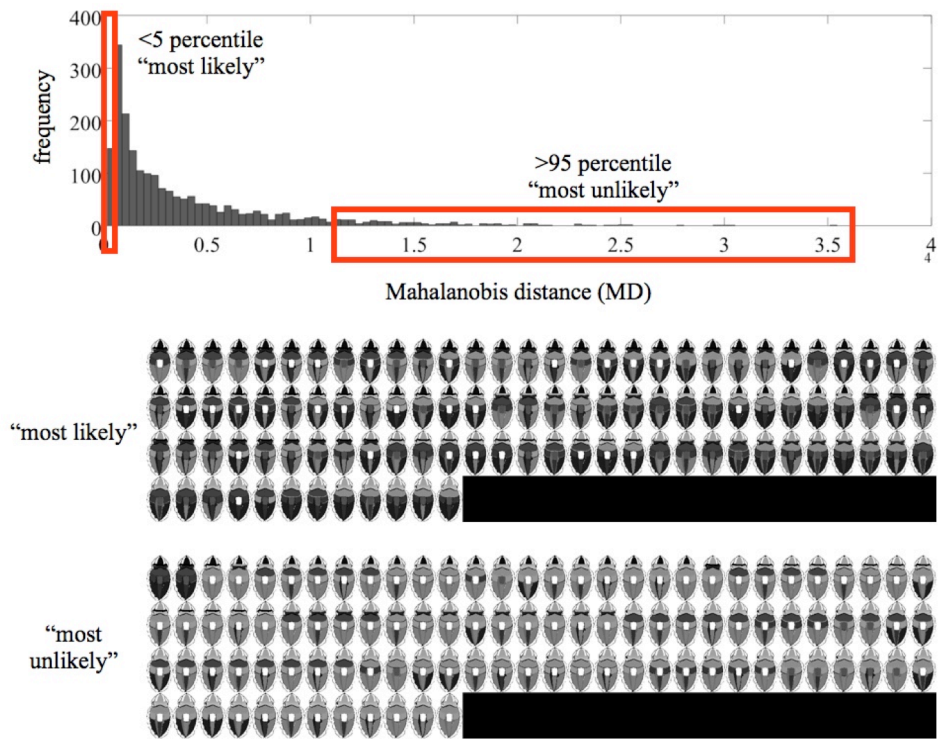 400
<5 percentile
“most likely”
300
frequency
200
>95 percentile
“most unlikely”
100
0
0 0.5 1 1.5 2 2.5 3 3.5 4
4
Mahalanobis distance (MD)
“most likely”
“most
unlikely”